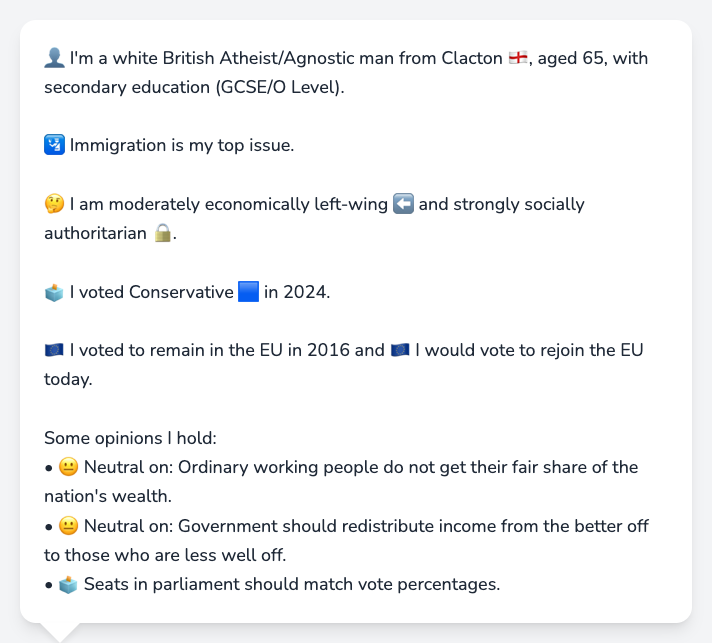 👤 I'm a white British Atheist/Agnostic man from Clacton 🏴󠁧󠁢󠁥󠁮󠁧󠁿, aged 65, with
secondary education (GCSE/O Level).
🛂 Immigration is my top issue.
🤔 I am moderately economically left-wing ⬅️ and strongly socially
authoritarian 🔒.
🗳️ I voted Conservative 🟦 in 2024.
🇪🇺 I voted to remain in the EU in 2016 and 🇪🇺 I would vote to rejoin the EU
today.
Some opinions I hold:
• 😐 Neutral on: Ordinary working people do not get their fair share of the
nation's wealth.
• 😐 Neutral on: Government should redistribute income from the better off
to those who are less well off.
• 🗳️ Seats in parliament should match vote percentages.